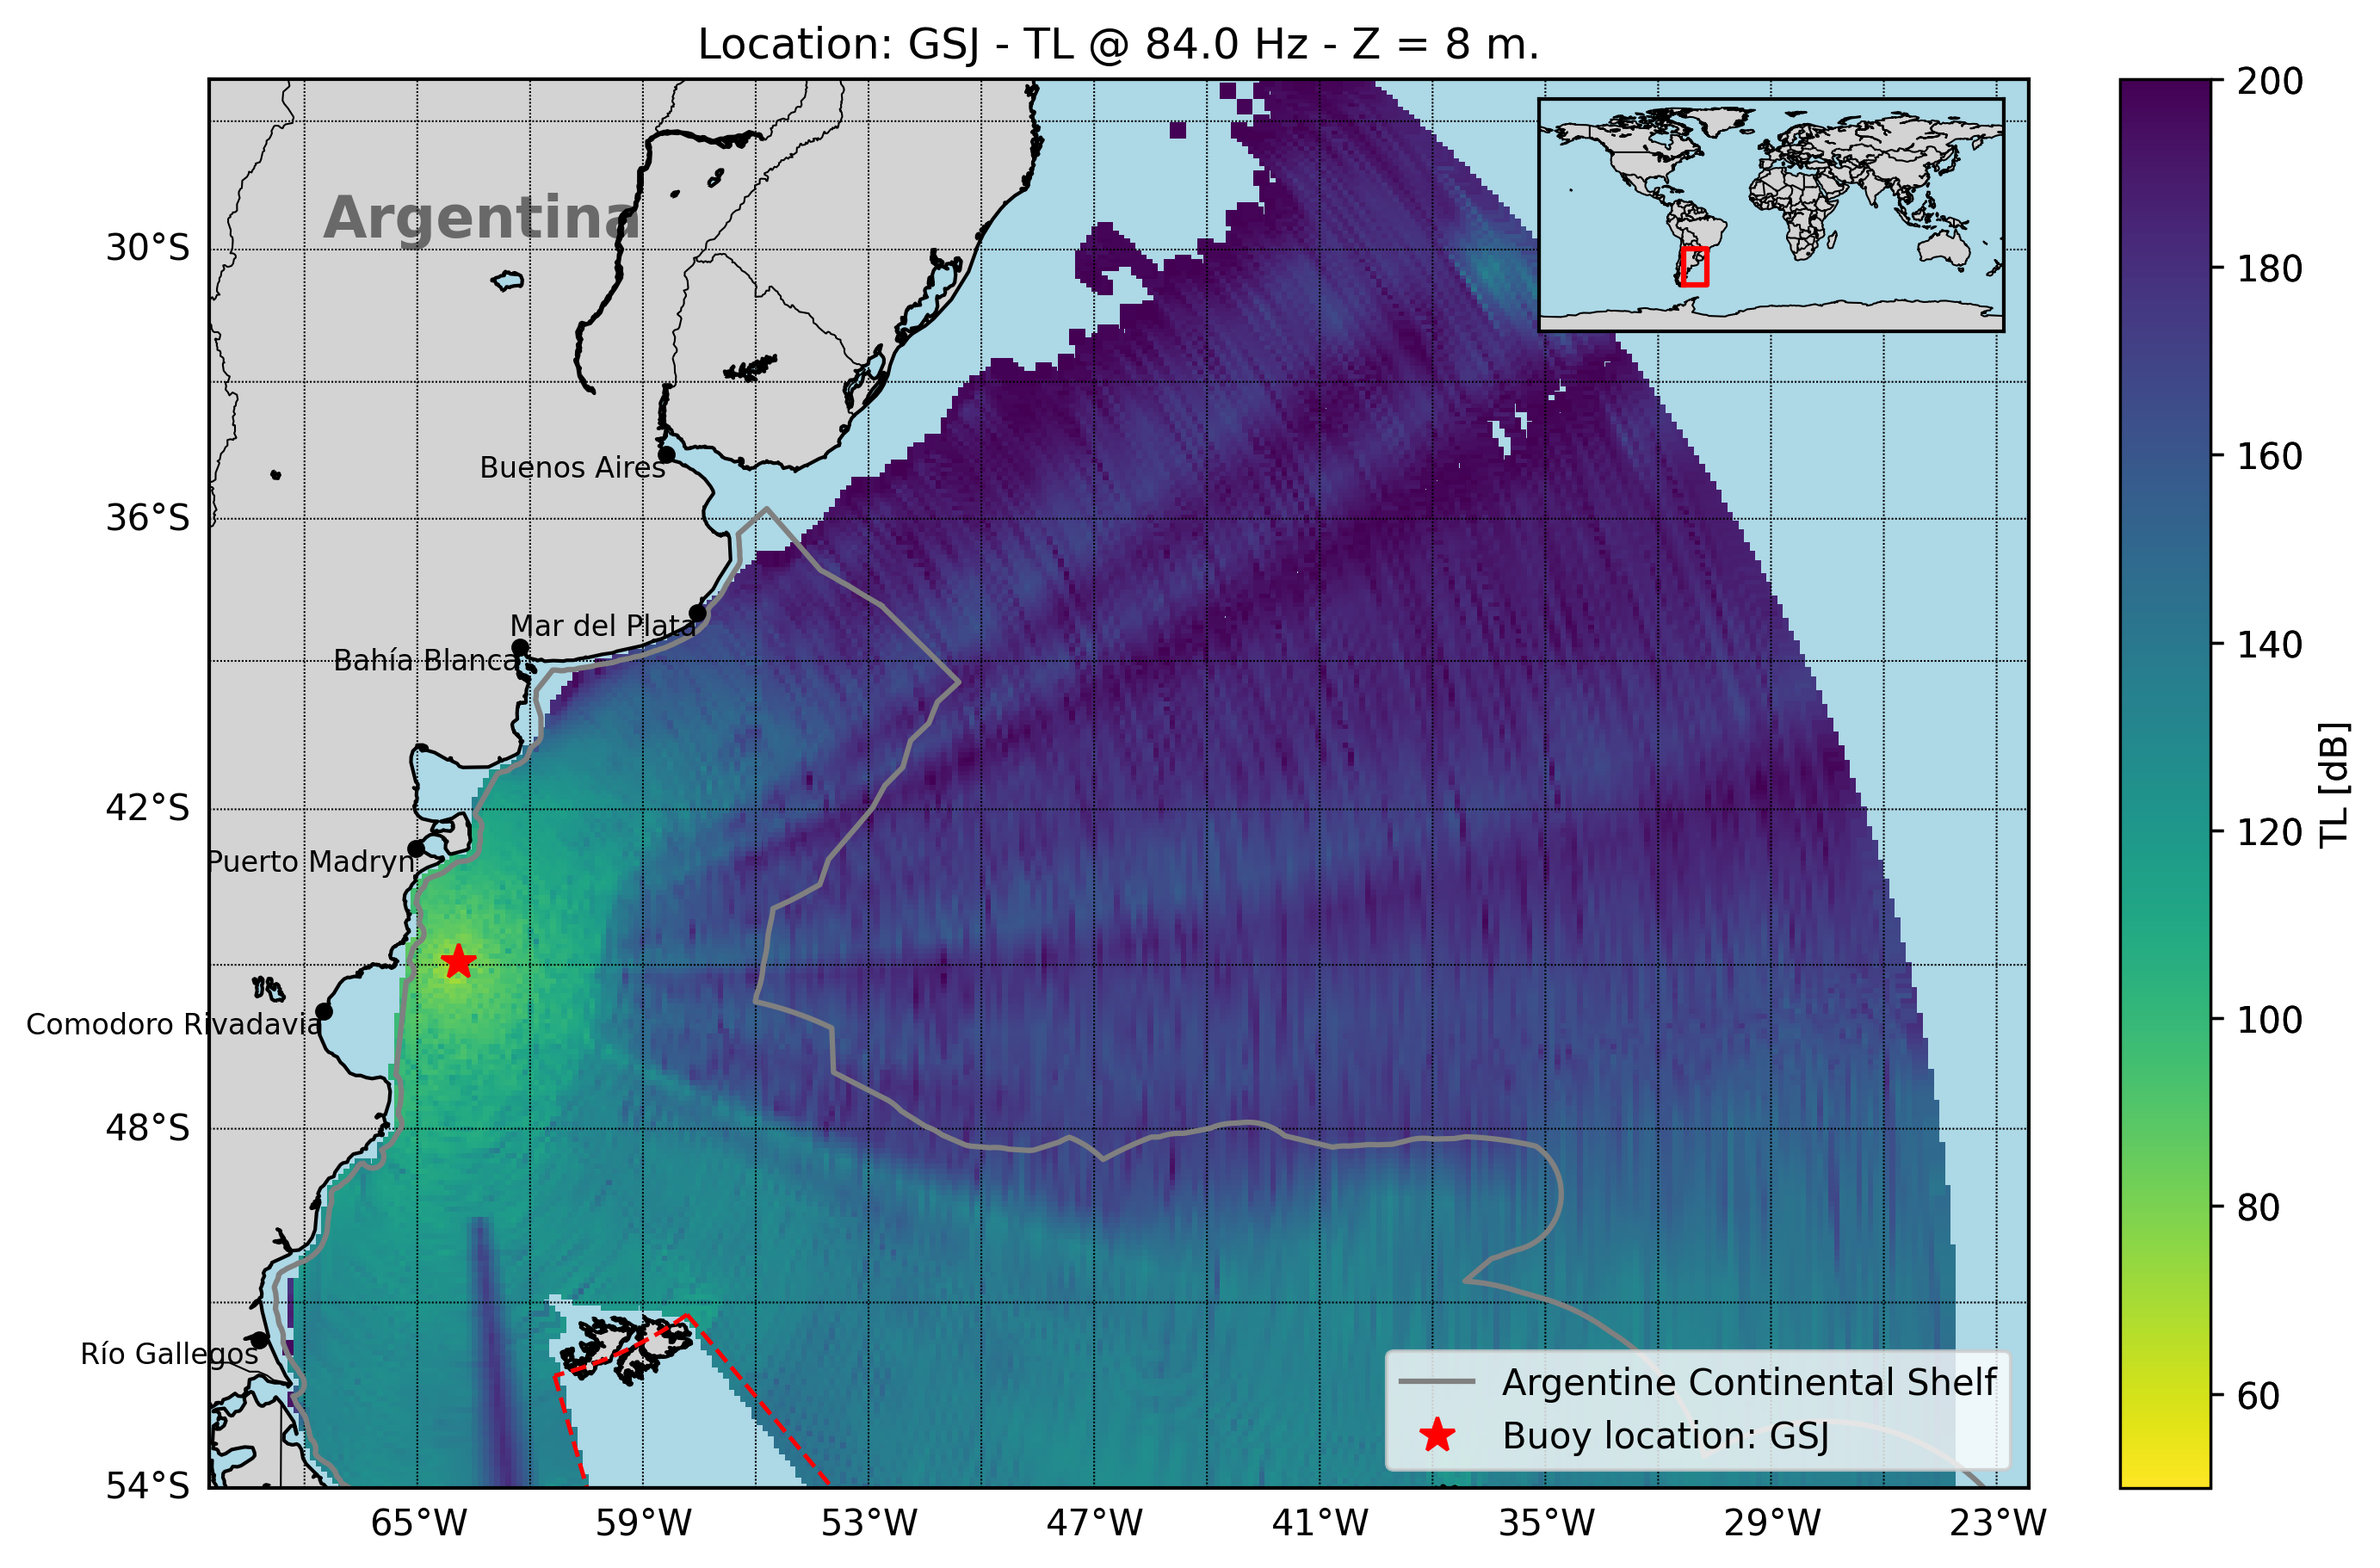 Location: GSJ - TL @ 84.0 Hz - Z = 8 m.
Argentina
Buenos Aires
Mar del Plata
Bahía Blanca
Puerto Madryn
Comodoro Rivadavia
Río Gallegos
30°S
36°S
42°S
48°S
54°S
65°W
59°W
53°W
47°W
41°W
35°W
29°W
23°W
Argentine Continental Shelf
Buoy location: GSJ
200
180
160
140
120
100
80
60
TL [dB]